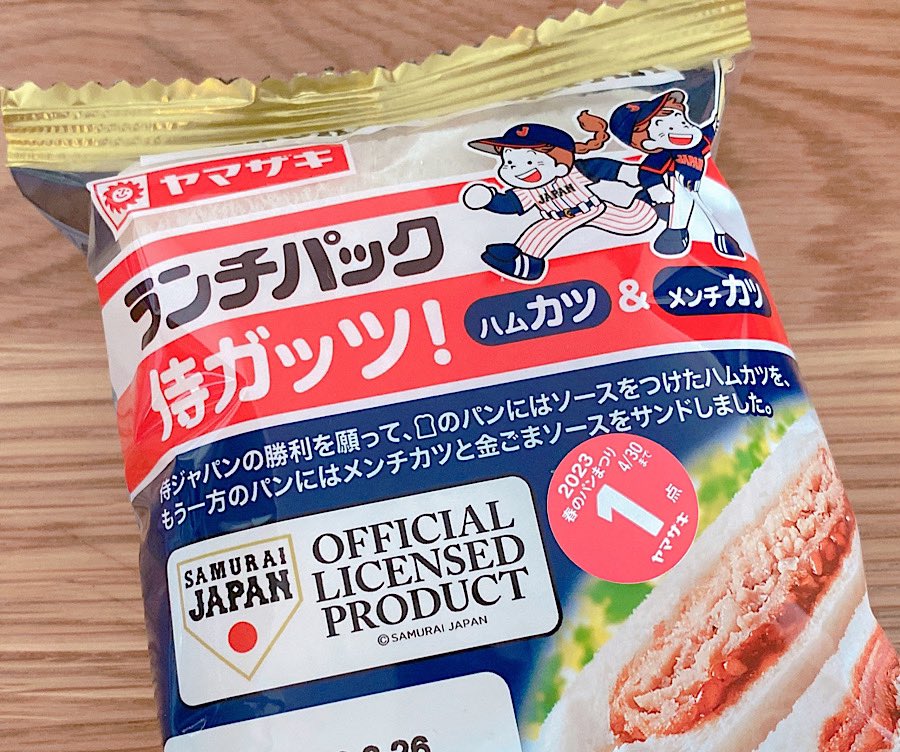 ヤマザキ
J
JAPAN
J
JAPAN
ランチパック
侍ガッツ!
ハムカツ
&
メンチカツ
侍ジャパンの勝利を願って、のパンにはソースをつけたハムカツを、
もう一方のパンにはメンチカツと金ごまソースをサンドしました。
2023
春のパンまつり
4/30まで
1点
ヤマザキ
SAMURAI
JAPAN
OFFICIAL
LICENSED
PRODUCT
©SAMURAI JAPAN